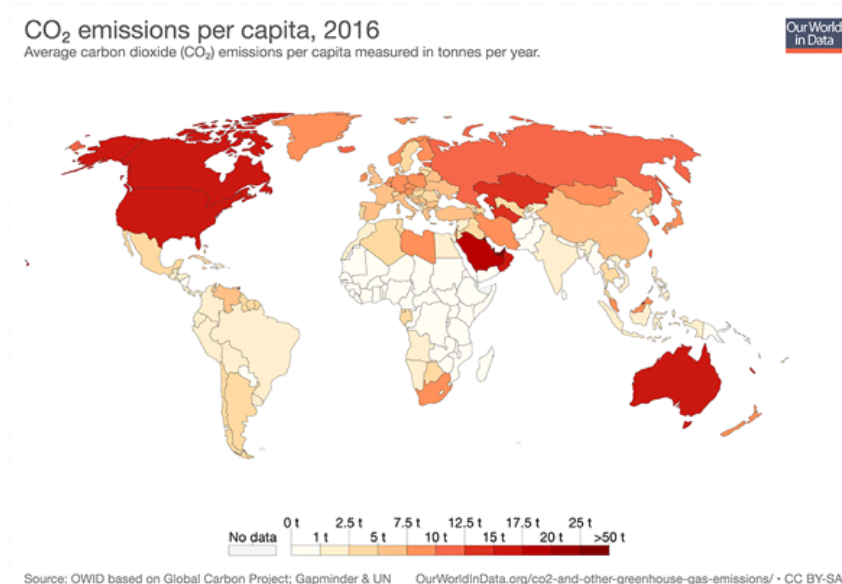 CO₂ emissions per capita, 2016
Average carbon dioxide (CO₂) emissions per capita measured in tonnes per year.
Our World
in Data
0 t 2.5 t 7.5 t 12.5 t 17.5 t 25 t
No data 1 t 5 t 10 t 15 t 20 t >50 t
Source: OWID based on Global Carbon Project; Gapminder & UN OurWorldInData.org/co2-and-other-greenhouse-gas-emissions/ • CC BY-SA